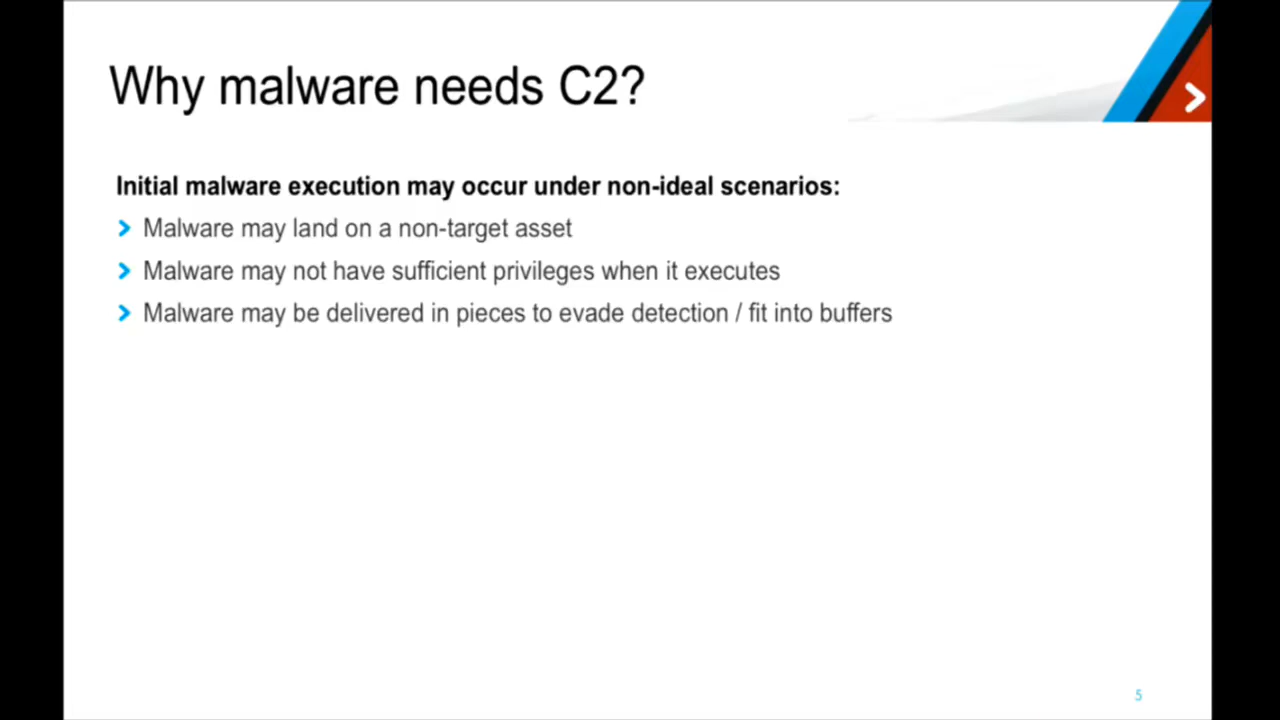 Why malware needs C2?
Initial malware execution may occur under non-ideal scenarios:
Malware may land on a non-target asset
Malware may not have sufficient privileges when it executes
Malware may be delivered in pieces to evade detection / fit into buffers
5